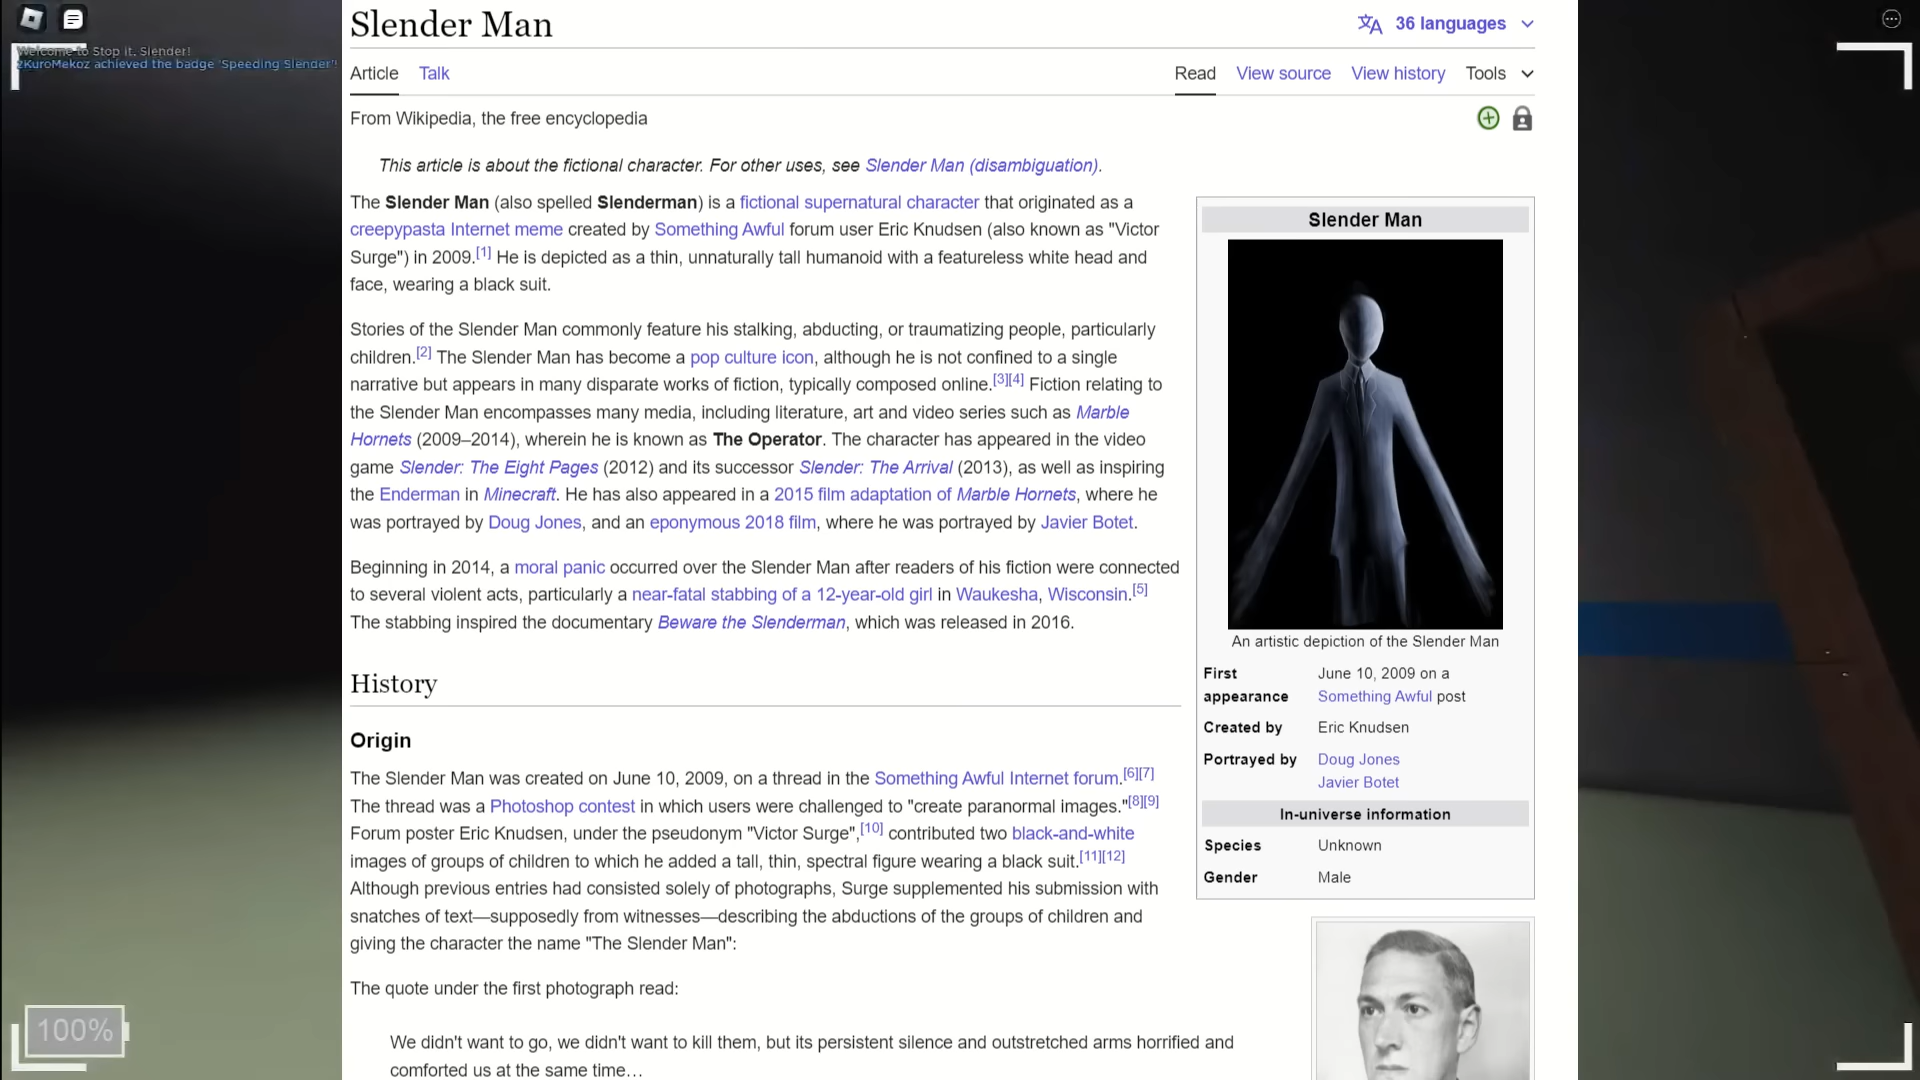 Welcome to Stop it, Slender!
2KuroMekoz achieved the badge 'Speeding Slender'!
Slender Man
36 languages
Article Talk
Read View source View history Tools
From Wikipedia, the free encyclopedia
This article is about the fictional character. For other uses, see Slender Man (disambiguation).
The Slender Man (also spelled Slenderman) is a fictional supernatural character that originated as a
creepypasta Internet meme created by Something Awful forum user Eric Knudsen (also known as "Victor
Surge") in 2009.[1] He is depicted as a thin, unnaturally tall humanoid with a featureless white head and
face, wearing a black suit.
Stories of the Slender Man commonly feature his stalking, abducting, or traumatizing people, particularly
children.[2] The Slender Man has become a pop culture icon, although he is not confined to a single
narrative but appears in many disparate works of fiction, typically composed online.[3][4] Fiction relating to
the Slender Man encompasses many media, including literature, art and video series such as Marble
Hornets (2009–2014), wherein he is known as The Operator. The character has appeared in the video
game Slender: The Eight Pages (2012) and its successor Slender: The Arrival (2013), as well as inspiring
the Enderman in Minecraft. He has also appeared in a 2015 film adaptation of Marble Hornets, where he
was portrayed by Doug Jones, and an eponymous 2018 film, where he was portrayed by Javier Botet.
Beginning in 2014, a moral panic occurred over the Slender Man after readers of his fiction were connected
to several violent acts, particularly a near-fatal stabbing of a 12-year-old girl in Waukesha, Wisconsin.[5]
The stabbing inspired the documentary Beware the Slenderman, which was released in 2016.
History
Origin
The Slender Man was created on June 10, 2009, on a thread in the Something Awful Internet forum.[6][7]
The thread was a Photoshop contest in which users were challenged to "create paranormal images."[8][9]
Forum poster Eric Knudsen, under the pseudonym "Victor Surge",[10] contributed two black-and-white
images of groups of children to which he added a tall, thin, spectral figure wearing a black suit.[11][12]
Although previous entries had consisted solely of photographs, Surge supplemented his submission with
snatches of text—supposedly from witnesses—describing the abductions of the groups of children and
giving the character the name "The Slender Man":
The quote under the first photograph read:
We didn't want to go, we didn't want to kill them, but its persistent silence and outstretched arms horrified and
comforted us at the same time…
Slender Man
An artistic depiction of the Slender Man
First appearance June 10, 2009 on a
Something Awful post
Created by Eric Knudsen
Portrayed by Doug Jones
Javier Botet
In-universe information
Species Unknown
Gender Male
100%